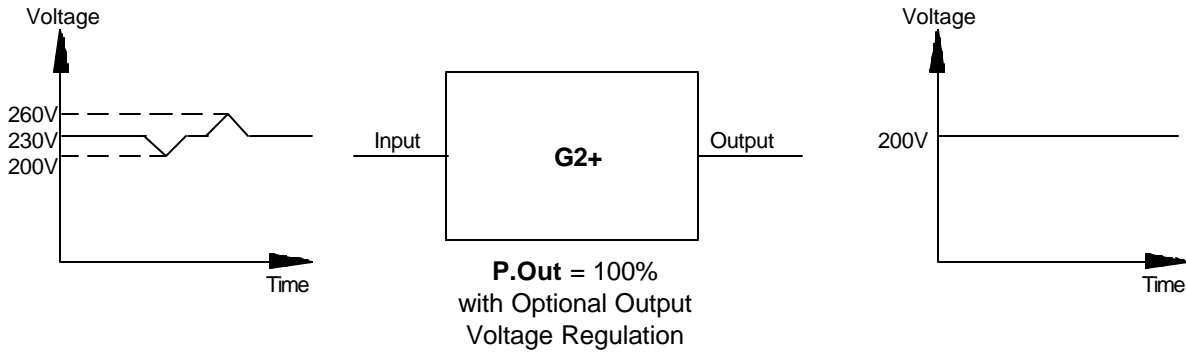 Voltage
260V
230V
200V
Time
Input
G2+
Output
P.Out = 100%
with Optional Output
Voltage Regulation
Voltage
200V
Time